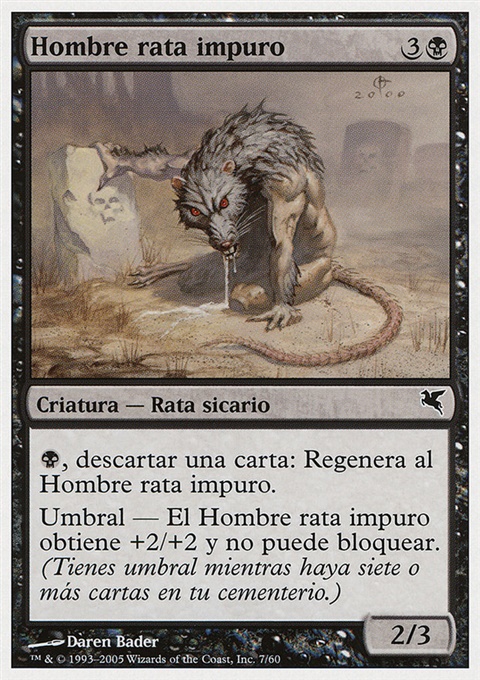 Hombre rata impuro 3
2000
Criatura — Rata sicario
, descartar una carta: Regenera al
Hombre rata impuro.
Umbral — El Hombre rata impuro
obtiene +2/+2 y no puede bloquear.
(Tienes umbral mientras haya siete o
más cartas en tu cementerio.)
Daren Bader
2/3
™ & © 1993–2005 Wizards of the Coast, Inc. 7/60